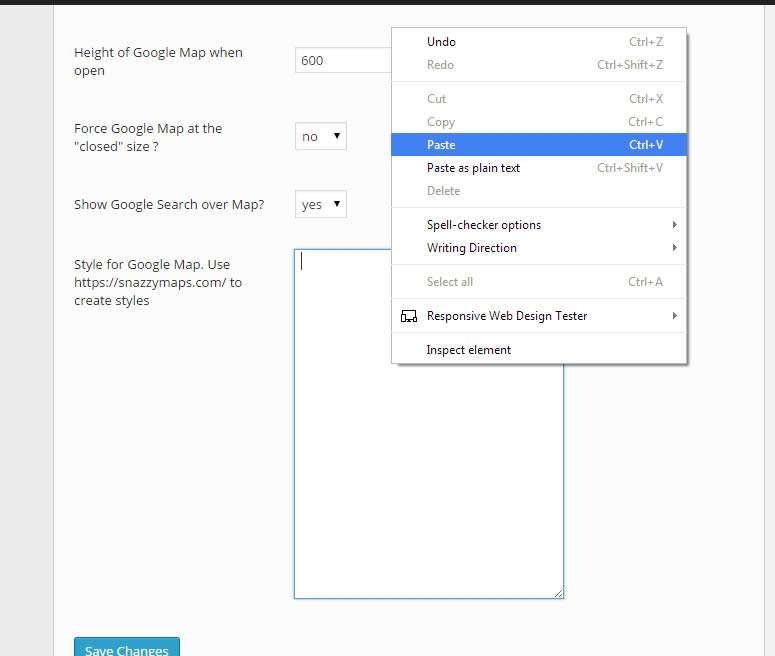 Height of Google Map when
open
600
Force Google Map at the
"closed" size ?
no
Show Google Search over Map?
yes
Style for Google Map. Use
https://snazzymaps.com/ to
create styles
Undo Ctrl+Z
Redo Ctrl+Shift+Z
Cut Ctrl+X
Copy Ctrl+C
Paste Ctrl+V
Paste as plain text Ctrl+Shift+V
Delete
Spell-checker options
Writing Direction
Select all Ctrl+A
Responsive Web Design Tester
Inspect element
Save Changes